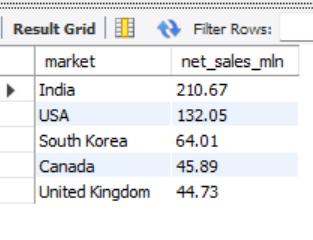 Result Grid Filter Rows:
market net_sales_mln
India 210.67
USA 132.05
South Korea 64.01
Canada 45.89
United Kingdom 44.73